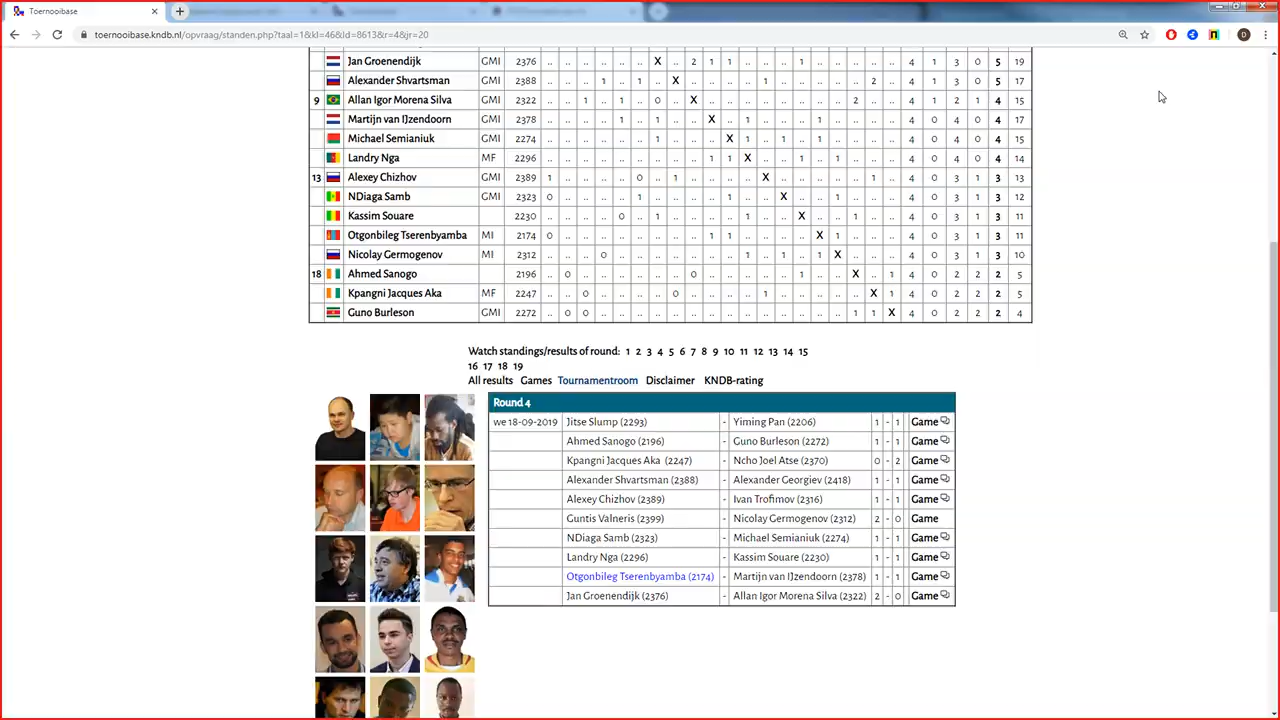 Toernooibase
toernooibase.kndb.nl/opvraag/standen.php?taal=1&kl=46&Id=8613&r=4&jr=20
Jan Groenendijk GMI 2376 .. .. .. .. .. .. X .. 2 1 1 .. .. .. 1 .. .. .. .. .. 4 1 3 0 5 19
Alexander Shvartsman GMI 2388 .. .. .. 1 .. 1 .. X .. .. .. .. 1 .. .. .. .. .. 2 .. 4 1 3 0 5 17
9 Allan Igor Morena Silva GMI 2322 .. .. 1 .. 1 .. 0 .. X .. .. .. .. .. .. .. .. 2 .. .. 4 1 2 1 4 15
Martijn van IJzendoorn GMI 2378 .. .. .. .. 1 .. 1 .. .. X .. 1 .. .. .. 1 .. .. .. .. 4 0 4 0 4 17
Michael Semianiuk GMI 2274 .. .. .. .. .. .. 1 .. .. .. X 1 .. 1 .. 1 .. .. .. .. 4 0 4 0 4 15
Landry Nga MF 2296 .. .. .. .. .. .. .. .. .. 1 1 X .. .. 1 .. 1 .. .. .. 4 0 4 0 4 14
13 Alexey Chizhov GMI 2389 1 .. .. .. .. 0 .. 1 .. .. .. .. X .. .. .. .. .. 1 .. 4 0 3 1 3 13
NDiaga Samb GMI 2323 0 .. .. .. .. 1 .. .. .. .. 1 .. .. X .. .. 1 .. .. .. 4 0 3 1 3 12
Kassim Souare 2230 .. .. .. .. 0 .. 1 .. .. .. .. 1 .. .. X .. .. 1 .. .. 4 0 3 1 3 11
Otgonbileg Tserenbyamba MI 2174 0 .. .. .. .. .. .. .. .. 1 1 .. .. .. .. X 1 .. .. .. 4 0 3 1 3 11
Nicolay Germogenov MI 2312 .. .. .. 0 .. .. .. .. .. .. .. 1 .. 1 .. 1 X .. .. .. 4 0 3 1 3 10
18 Ahmed Sanogo 2196 .. 0 .. .. .. .. .. .. 0 .. .. .. .. .. 1 .. .. X .. 1 4 0 2 2 2 5
Kpangni Jacques Aka MF 2247 .. .. 0 .. .. .. .. 0 .. .. .. .. 1 .. .. .. .. .. X 1 4 0 2 2 2 5
Guno Burleson GMI 2272 .. 0 0 .. .. .. .. .. .. .. .. .. .. .. .. .. .. 1 1 X 4 0 2 2 2 4
Watch standings/results of round: 1 2 3 4 5 6 7 8 9 10 11 12 13 14 15
16 17 18 19
All results Games Tournamentroom Disclaimer KNDB-rating
Round 4
we 18-09-2019 Jitse Slump (2293) - Yiming Pan (2206) 1 - 1 Game
Ahmed Sanogo (2196) - Guno Burleson (2272) 1 - 1 Game
Kpangni Jacques Aka (2247) - Ncho Joel Atse (2370) 0 - 2 Game
Alexander Shvartsman (2388) - Alexander Georgiev (2418) 1 - 1 Game
Alexey Chizhov (2389) - Ivan Trofimov (2316) 1 - 1 Game
Guntis Valneris (2399) - Nicolay Germogenov (2312) 2 - 0 Game
NDiaga Samb (2323) - Michael Semianiuk (2274) 1 - 1 Game
Landry Nga (2296) - Kassim Souare (2230) 1 - 1 Game
Otgonbileg Tserenbyamba (2174) - Martijn van IJzendoorn (2378) 1 - 1 Game
Jan Groenendijk (2376) - Allan Igor Morena Silva (2322) 2 - 0 Game